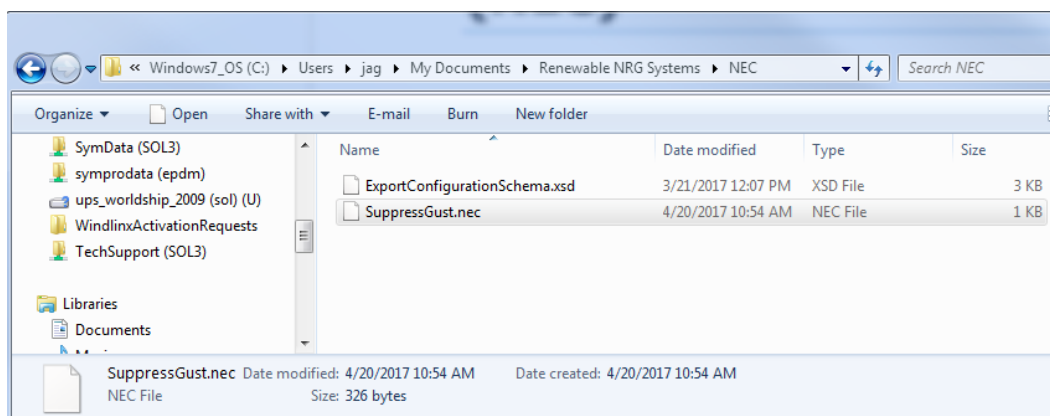 « Windows7_OS (C:) ▸ Users ▸ jag ▸ My Documents ▸ Renewable NRG Systems ▸ NEC Search NEC
Organize Open Share with E-mail Burn New folder
SymData (SOL3)
symprodata (epdm)
ups_worldship_2009 (sol) (U)
WindlinxActivationRequests
TechSupport (SOL3)
Libraries
Documents
Name Date modified Type Size
ExportConfigurationSchema.xsd 3/21/2017 12:07 PM XSD File 3 KB
SuppressGust.nec 4/20/2017 10:54 AM NEC File 1 KB
SuppressGust.nec Date modified: 4/20/2017 10:54 AM Date created: 4/20/2017 10:54 AM
NEC File Size: 326 bytes